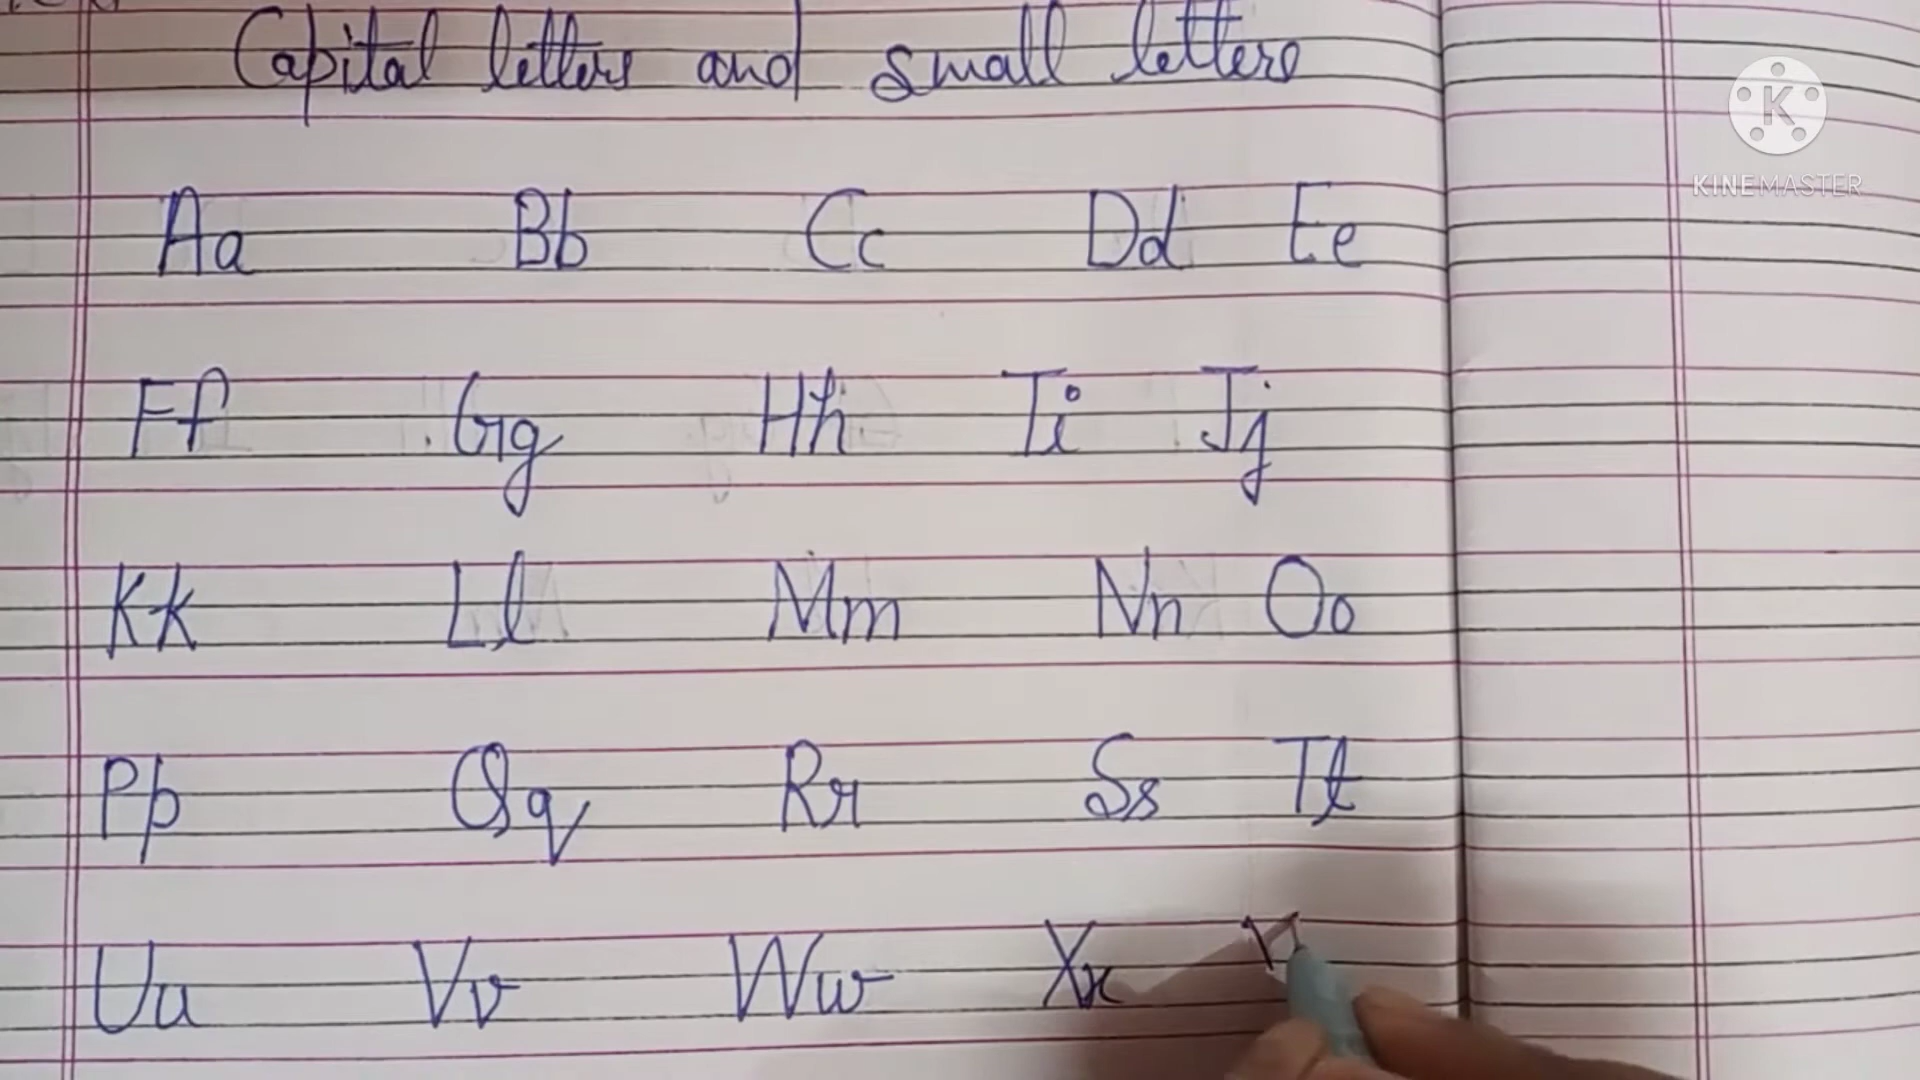 Capital letters and small letters
K
KINEMASTER
Aa Bb Cc Dd Ee
Ff Gg Hh Ii Jj
Kk Ll Mm Nn Oo
Pp Qq Rr Ss Tt
Uu Vv Ww Xx